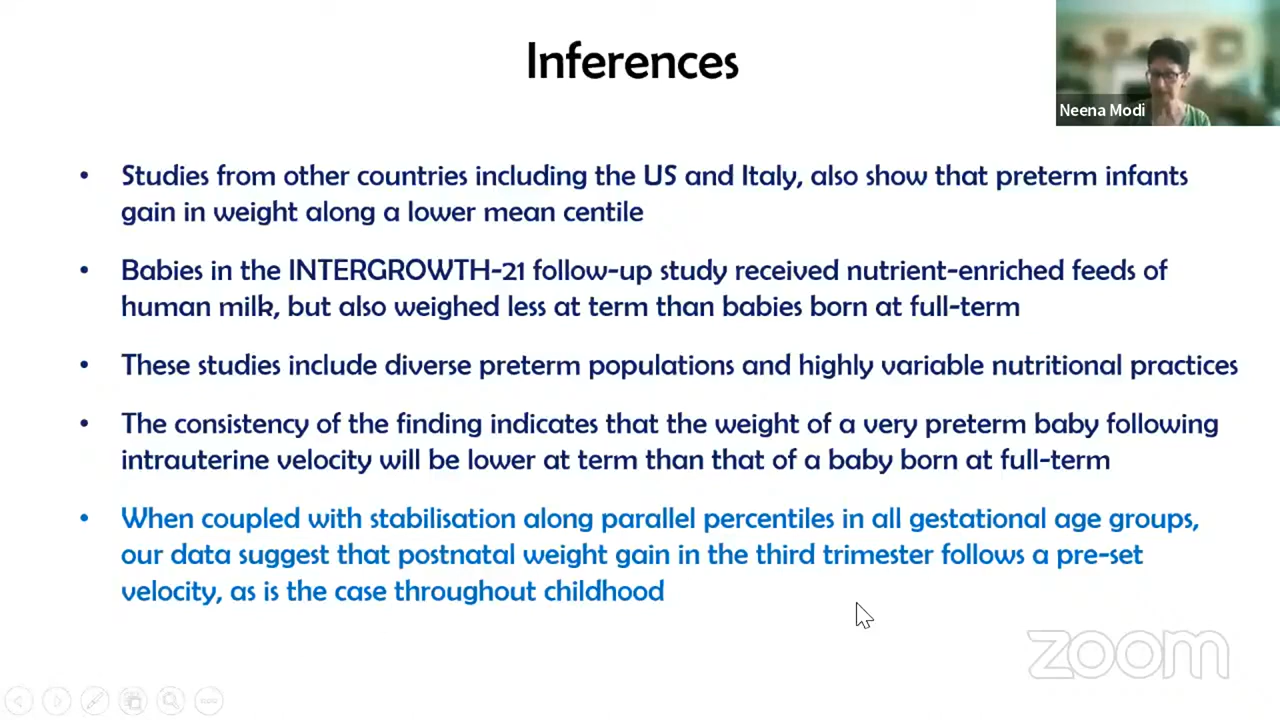 Inferences
Neena Modi
• Studies from other countries including the US and Italy, also show that preterm infants
gain in weight along a lower mean centile
• Babies in the INTERGROWTH-21 follow-up study received nutrient-enriched feeds of
human milk, but also weighed less at term than babies born at full-term
• These studies include diverse preterm populations and highly variable nutritional practices
• The consistency of the finding indicates that the weight of a very preterm baby following
intrauterine velocity will be lower at term than that of a baby born at full-term
• When coupled with stabilisation along parallel percentiles in all gestational age groups,
our data suggest that postnatal weight gain in the third trimester follows a pre-set
velocity, as is the case throughout childhood
zoom